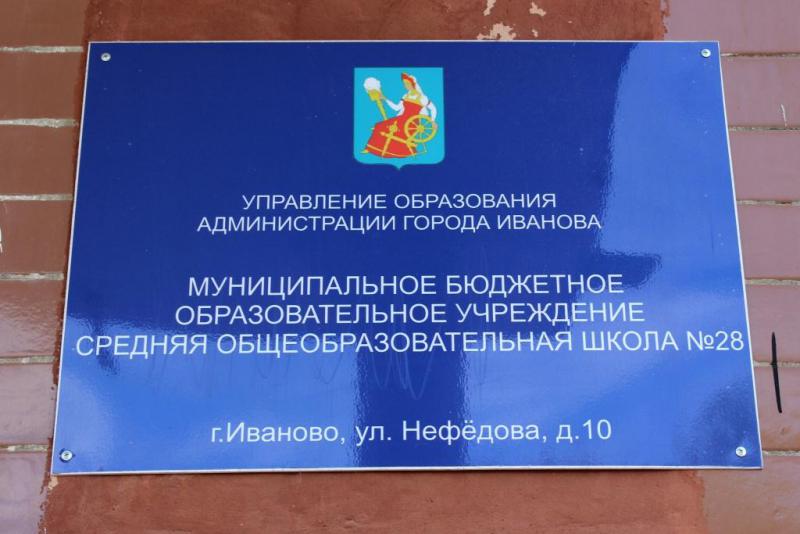 УПРАВЛЕНИЕ ОБРАЗОВАНИЯ
АДМИНИСТРАЦИИ ГОРОДА ИВАНОВА
МУНИЦИПАЛЬНОЕ БЮДЖЕТНОЕ
ОБРАЗОВАТЕЛЬНОЕ УЧРЕЖДЕНИЕ
СРЕДНЯЯ ОБЩЕОБРАЗОВАТЕЛЬНАЯ ШКОЛА №28
г.Иваново, ул. Нефёдова, д.10